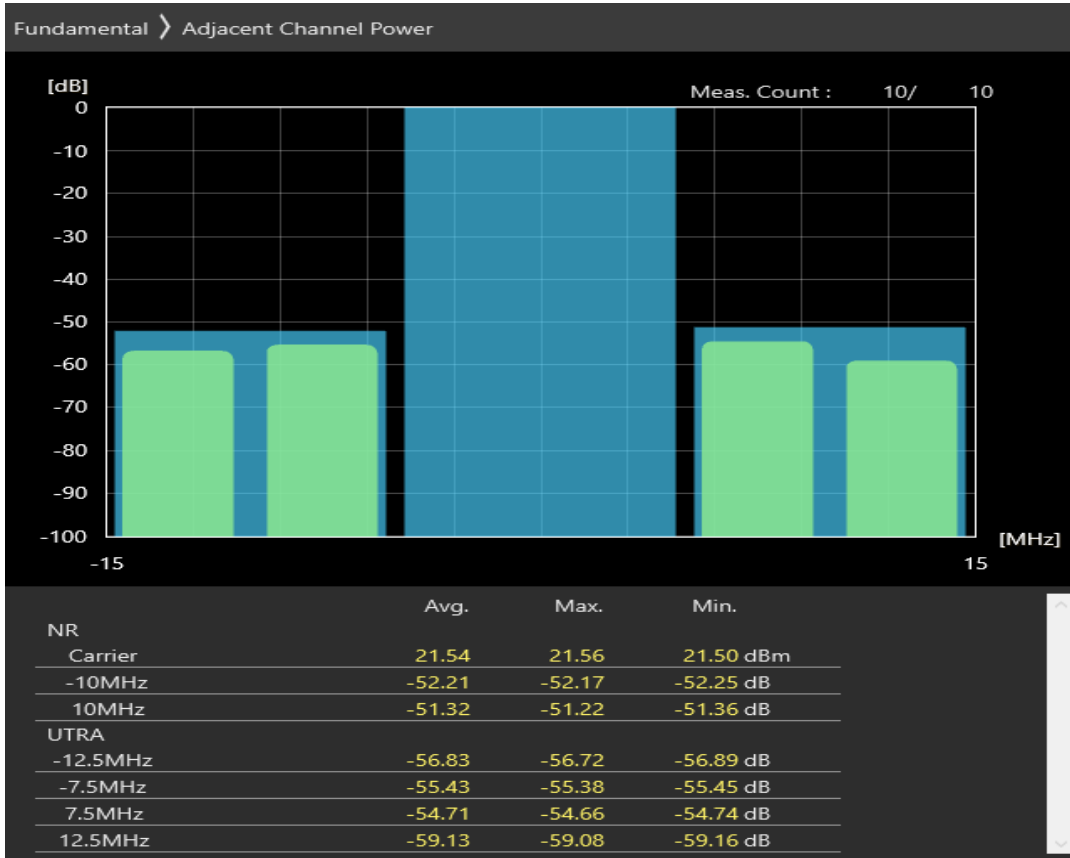 Fundamental ❭ Adjacent Channel Power
[dB]
Meas. Count : 10/ 10
0
-10
-20
-30
-40
-50
-60
-70
-80
-90
-100
[MHz]
-15 15
Avg. Max. Min.
NR
Carrier 21.54 21.56 21.50 dBm
-10MHz -52.21 -52.17 -52.25 dB
10MHz -51.32 -51.22 -51.36 dB
UTRA
-12.5MHz -56.83 -56.72 -56.89 dB
-7.5MHz -55.43 -55.38 -55.45 dB
7.5MHz -54.71 -54.66 -54.74 dB
12.5MHz -59.13 -59.08 -59.16 dB